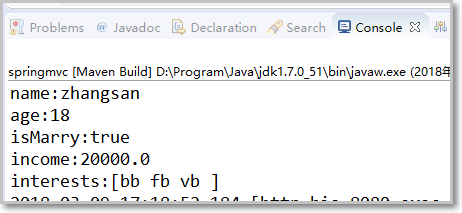 Problems @ Javadoc Declaration Search Console
springmvc [Maven Build] D:\Program\Java\jdk1.7.0_51\bin\javaw.exe (2018年
name:zhangsan
age:18
isMarry:true
income:20000.0
interests:[bb fb vb ]